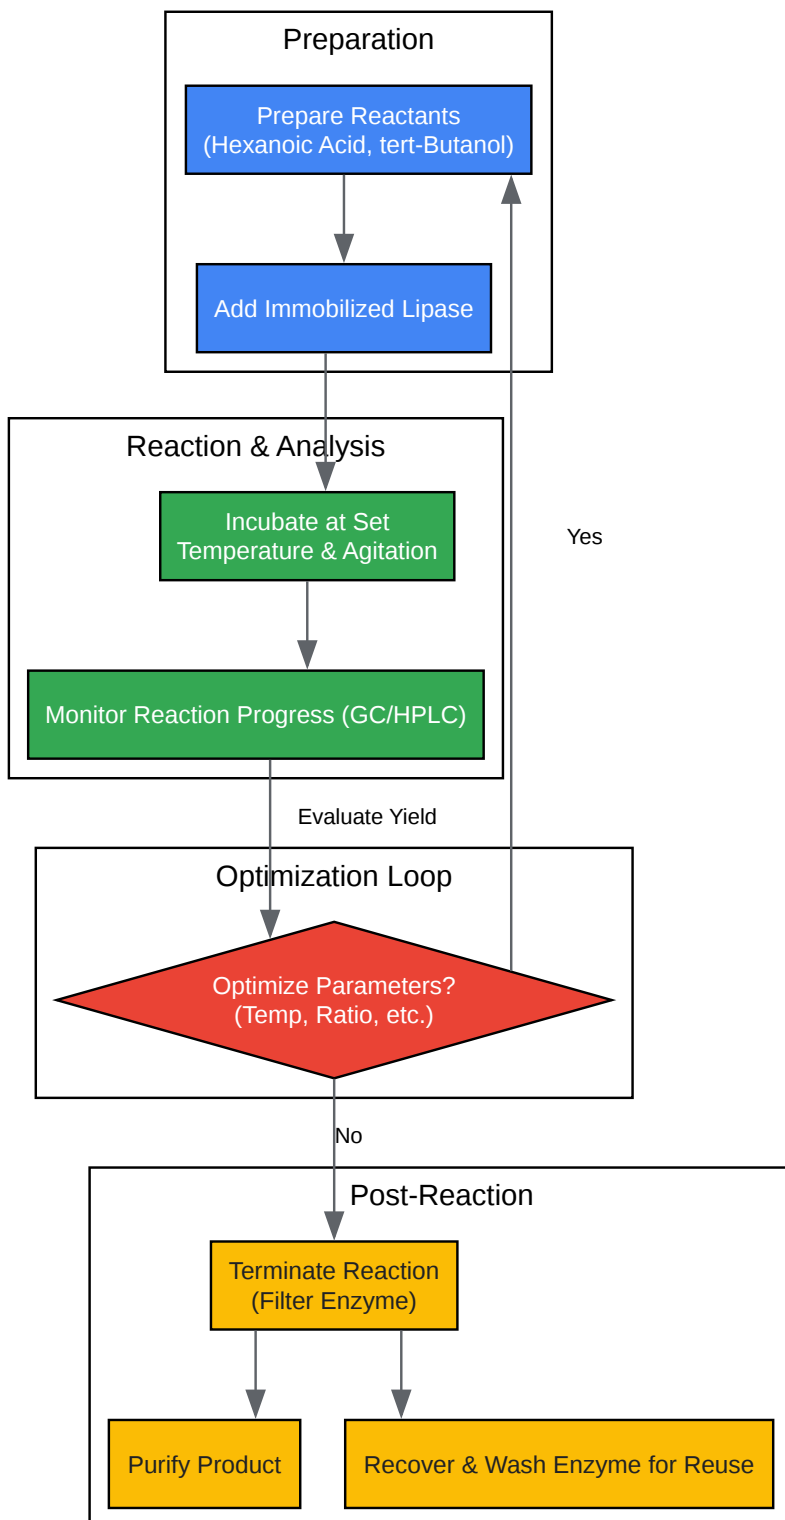 Preparation
Prepare Reactants
(Hexanoic Acid, tert-Butanol)
Add Immobilized Lipase
Reaction & Analysis
Incubate at Set
Temperature & Agitation
Yes
Monitor Reaction Progress (GC/HPLC)
Evaluate Yield
Optimization Loop
Optimize Parameters?
(Temp, Ratio, etc.)
No
Post-Reaction
Terminate Reaction
(Filter Enzyme)
Purify Product
Recover & Wash Enzyme for Reuse